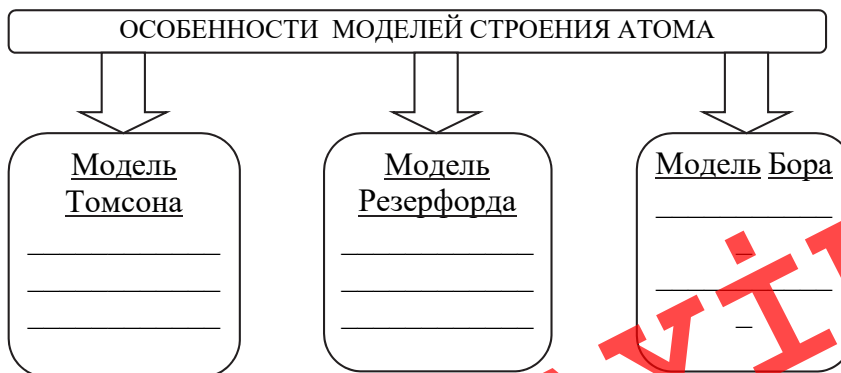 ОСОБЕННОСТИ МОДЕЛЕЙ СТРОЕНИЯ АТОМА
Модель
Томсона
Модель
Резерфорда
Модель Бора